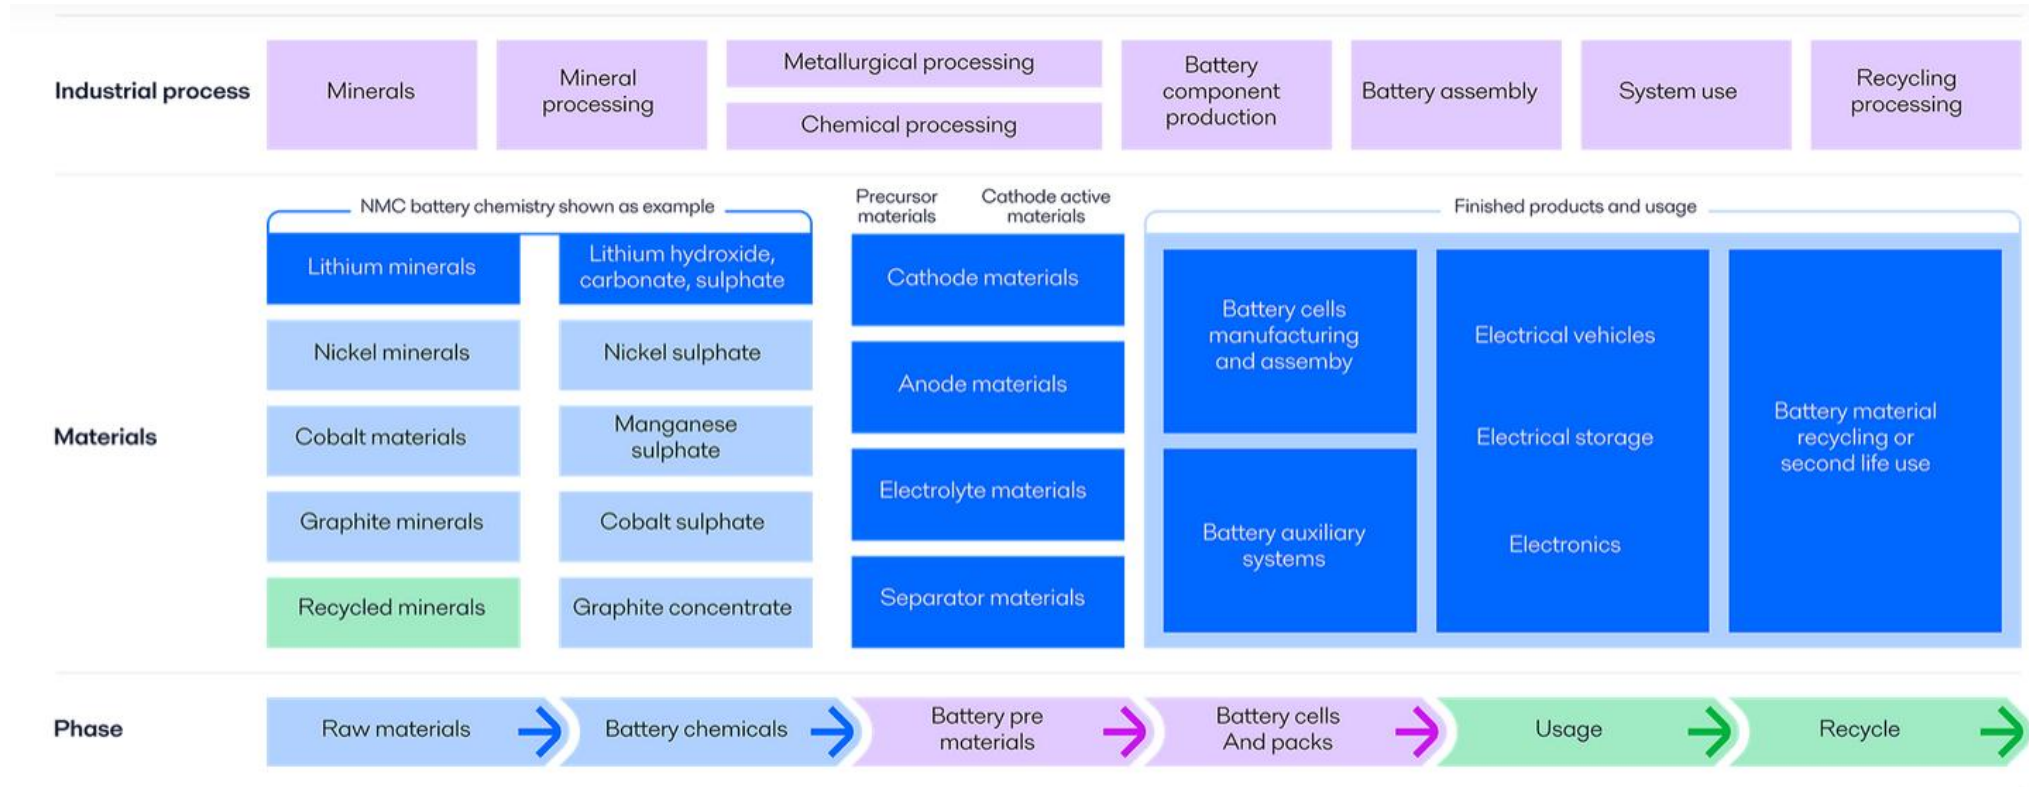 Industrial process
Minerals
Mineral
processing
Metallurgical processing
Chemical processing
Battery
component
production
Battery assembly
System use
Recycling
processing
Materials
NMC battery chemistry shown as example
Lithium minerals
Nickel minerals
Cobalt materials
Graphite minerals
Recycled minerals
Lithium hydroxide,
carbonate, sulphate
Nickel sulphate
Manganese
sulphate
Cobalt sulphate
Graphite concentrate
Precursor
materials
Cathode active
materials
Cathode materials
Anode materials
Electrolyte materials
Separator materials
Finished products and usage
Battery cells
manufacturing
and assemby
Battery auxiliary
systems
Electrical vehicles
Electrical storage
Electronics
Battery material
recycling or
second life use
Phase
Raw materials
Battery chemicals
Battery pre
materials
Battery cells
And packs
Usage
Recycle